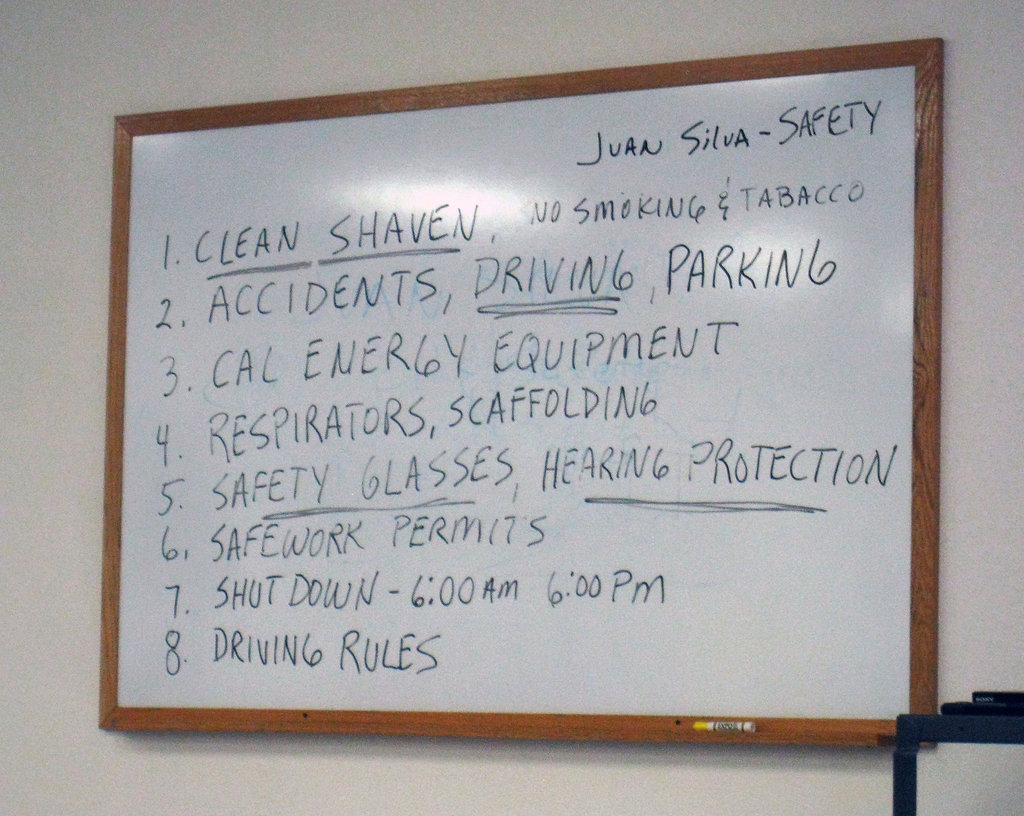 JUAN SILVA - SAFETY
1. CLEAN SHAVEN, NO SMOKING & TABACCO
2. ACCIDENTS, DRIVING, PARKING
3. CAL ENERGY EQUIPMENT
4. RESPIRATORS, SCAFFOLDING
5. SAFETY GLASSES, HEARING PROTECTION
6. SAFEWORK PERMITS
7. SHUT DOWN - 6:00 AM 6:00 PM
8. DRIVING RULES
EXPO
SONY